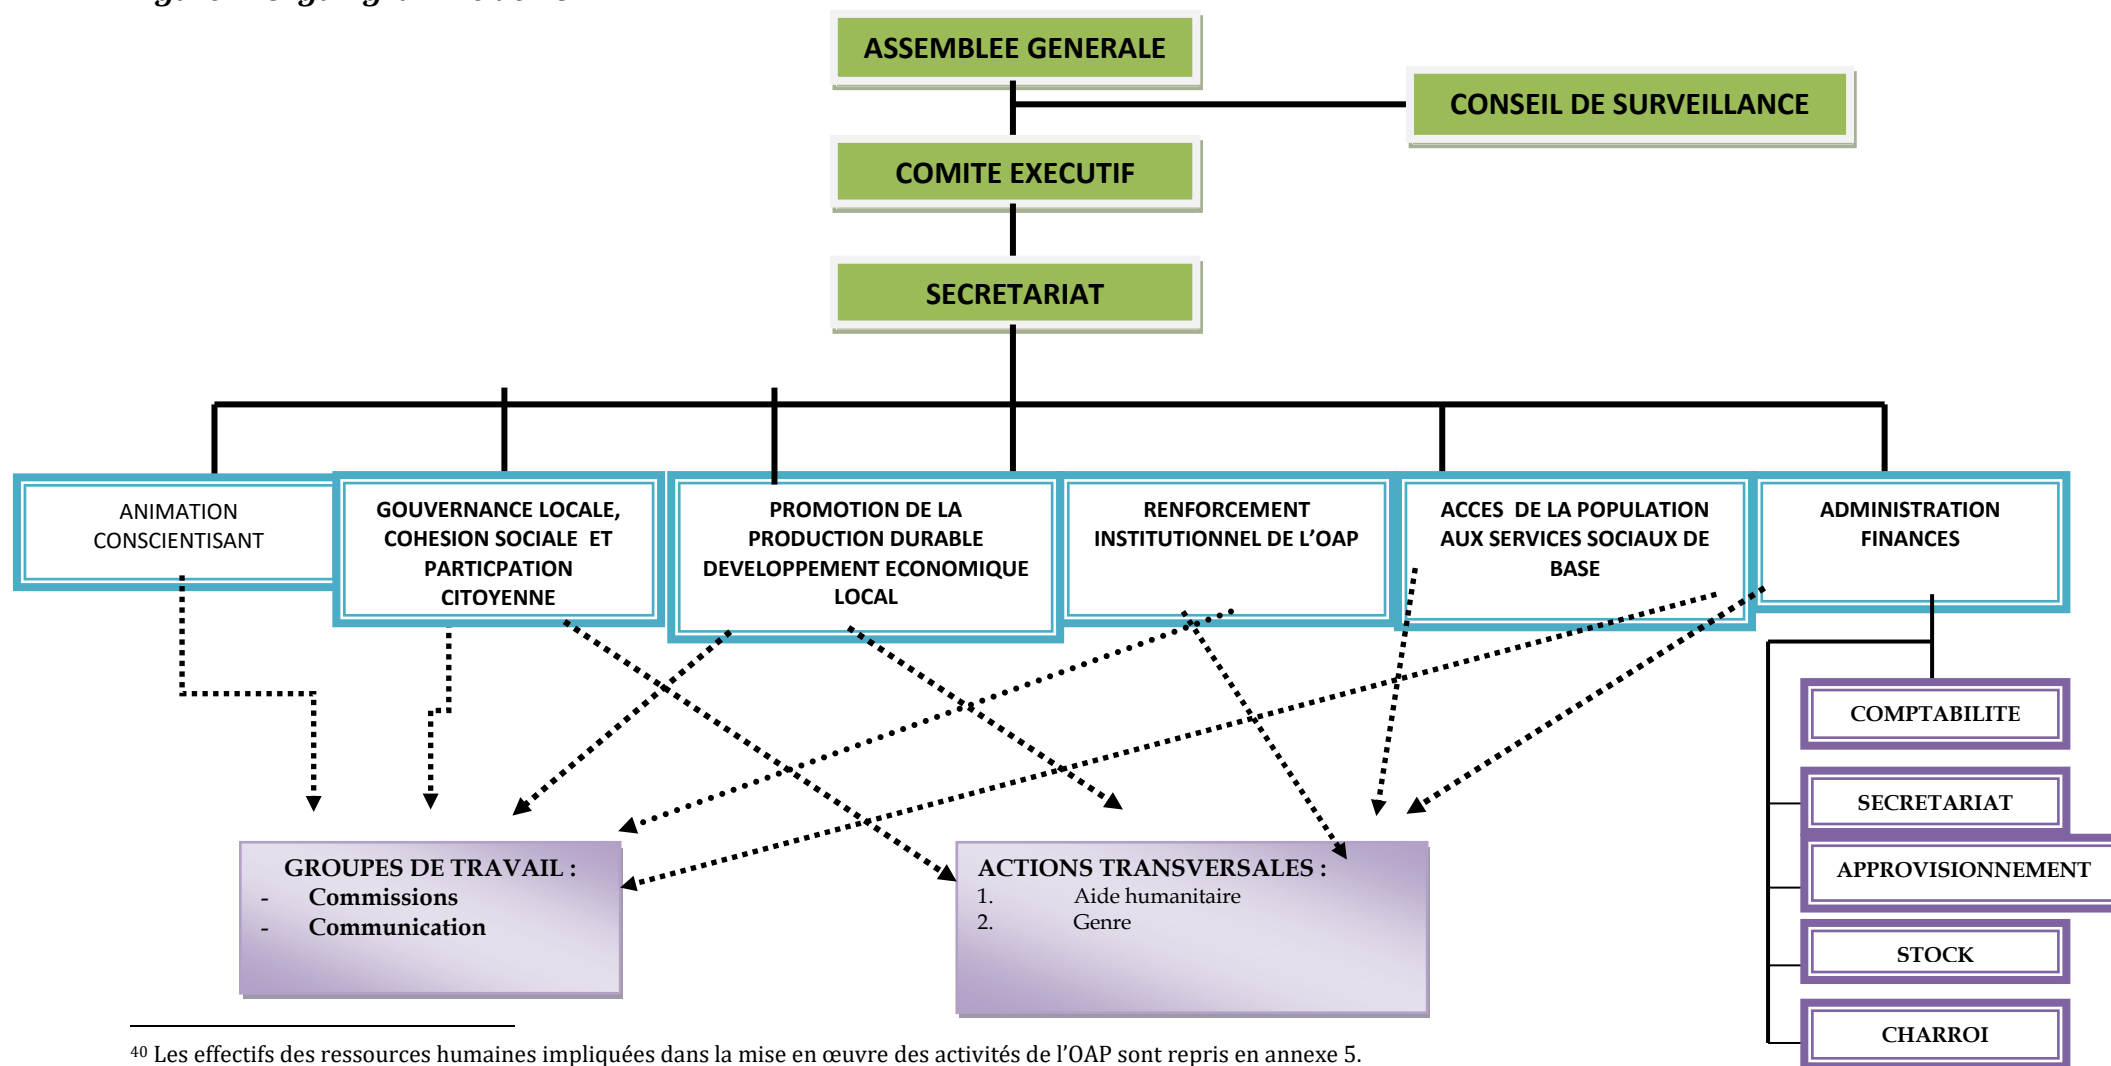 ASSEMBLEE GENERALE
CONSEIL DE SURVEILLANCE
COMITE EXECUTIF
SECRETARIAT
ANIMATION
CONSCIENTISANT
GOUVERNANCE LOCALE,
COHESION SOCIALE ET
PARTICPATION
CITOYENNE
PROMOTION DE LA
PRODUCTION DURABLE
DEVELOPPEMENT ECONOMIQUE
LOCAL
RENFORCEMENT
INSTITUTIONNEL DE L’OAP
ACCES DE LA POPULATION
AUX SERVICES SOCIAUX DE
BASE
ADMINISTRATION
FINANCES
COMPTABILITE
SECRETARIAT
APPROVISIONNEMENT
STOCK
CHARROI
GROUPES DE TRAVAIL :
- Commissions
- Communication
ACTIONS TRANSVERSALES :
1. Aide humanitaire
2. Genre
40 Les effectifs des ressources humaines impliquées dans la mise en œuvre des activités de l’OAP sont repris en annexe 5.